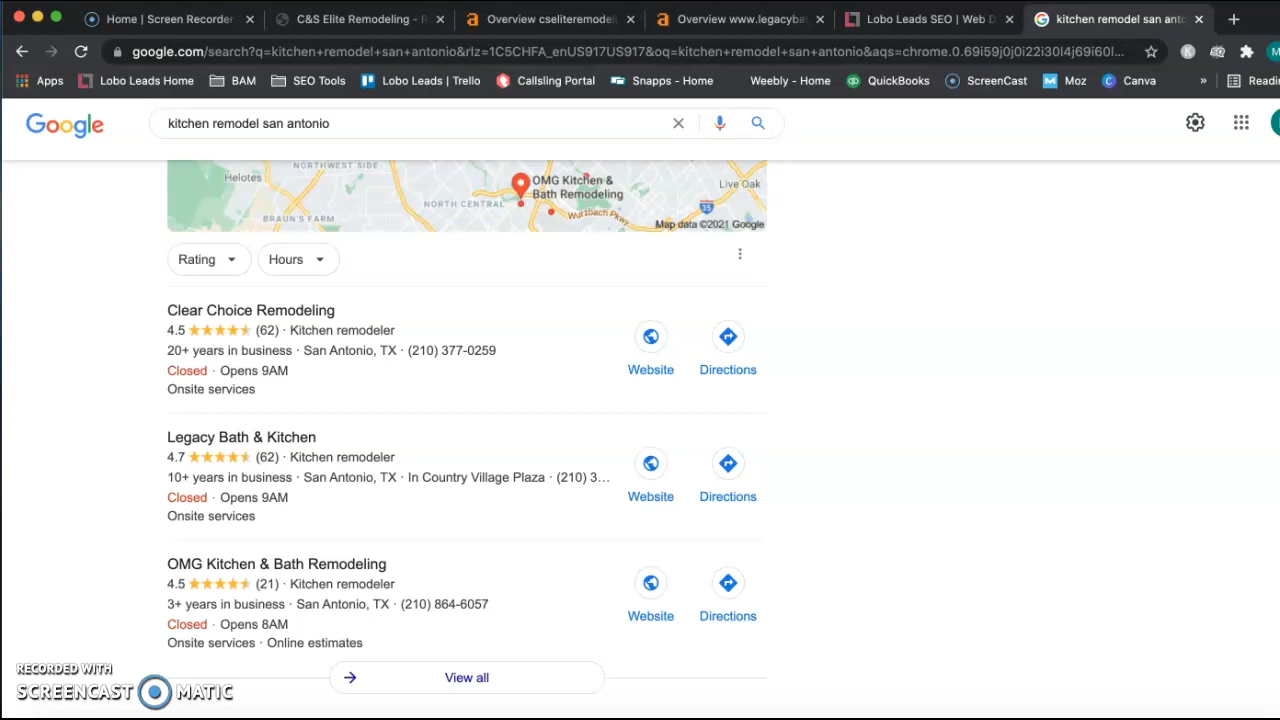 Home | Screen Recorder
C&S Elite Remodeling - R
Overview cseliteremodeli
Overview www.legacyba
Lobo Leads SEO | Web D
kitchen remodel san anto
google.com/search?q=kitchen+remodel+san+antonio&rlz=1C5CHFA_enUS917US917&oq=kitchen+remodel+san+antonio&aqs=chrome.0.69i59j0j0i22i30l4j69i60l...
Apps
Lobo Leads Home
BAM
SEO Tools
Lobo Leads | Trello
Callsling Portal
Snapps - Home
Weebly - Home
QuickBooks
ScreenCast
Moz
Canva
»
Readin
Google
kitchen remodel san antonio
NORTHWEST SIDE
Helotes
OMG Kitchen &
Bath Remodeling
Live Oak
NORTH CENTRAL
15
BRAUN'S FARM
Wurzbach Pkwy
Map data ©2021 Google
Rating
Hours
Clear Choice Remodeling
4.5 (62) · Kitchen remodeler
20+ years in business · San Antonio, TX · (210) 377-0259
Closed · Opens 9AM
Onsite services
Website
Directions
Legacy Bath & Kitchen
4.7 (62) · Kitchen remodeler
10+ years in business · San Antonio, TX · In Country Village Plaza · (210) 3...
Closed · Opens 9AM
Onsite services
Website
Directions
OMG Kitchen & Bath Remodeling
4.5 (21) · Kitchen remodeler
3+ years in business · San Antonio, TX · (210) 864-6057
Closed · Opens 8AM
Onsite services · Online estimates
Website
Directions
View all
RECORDED WITH
SCREENCAST MATIC